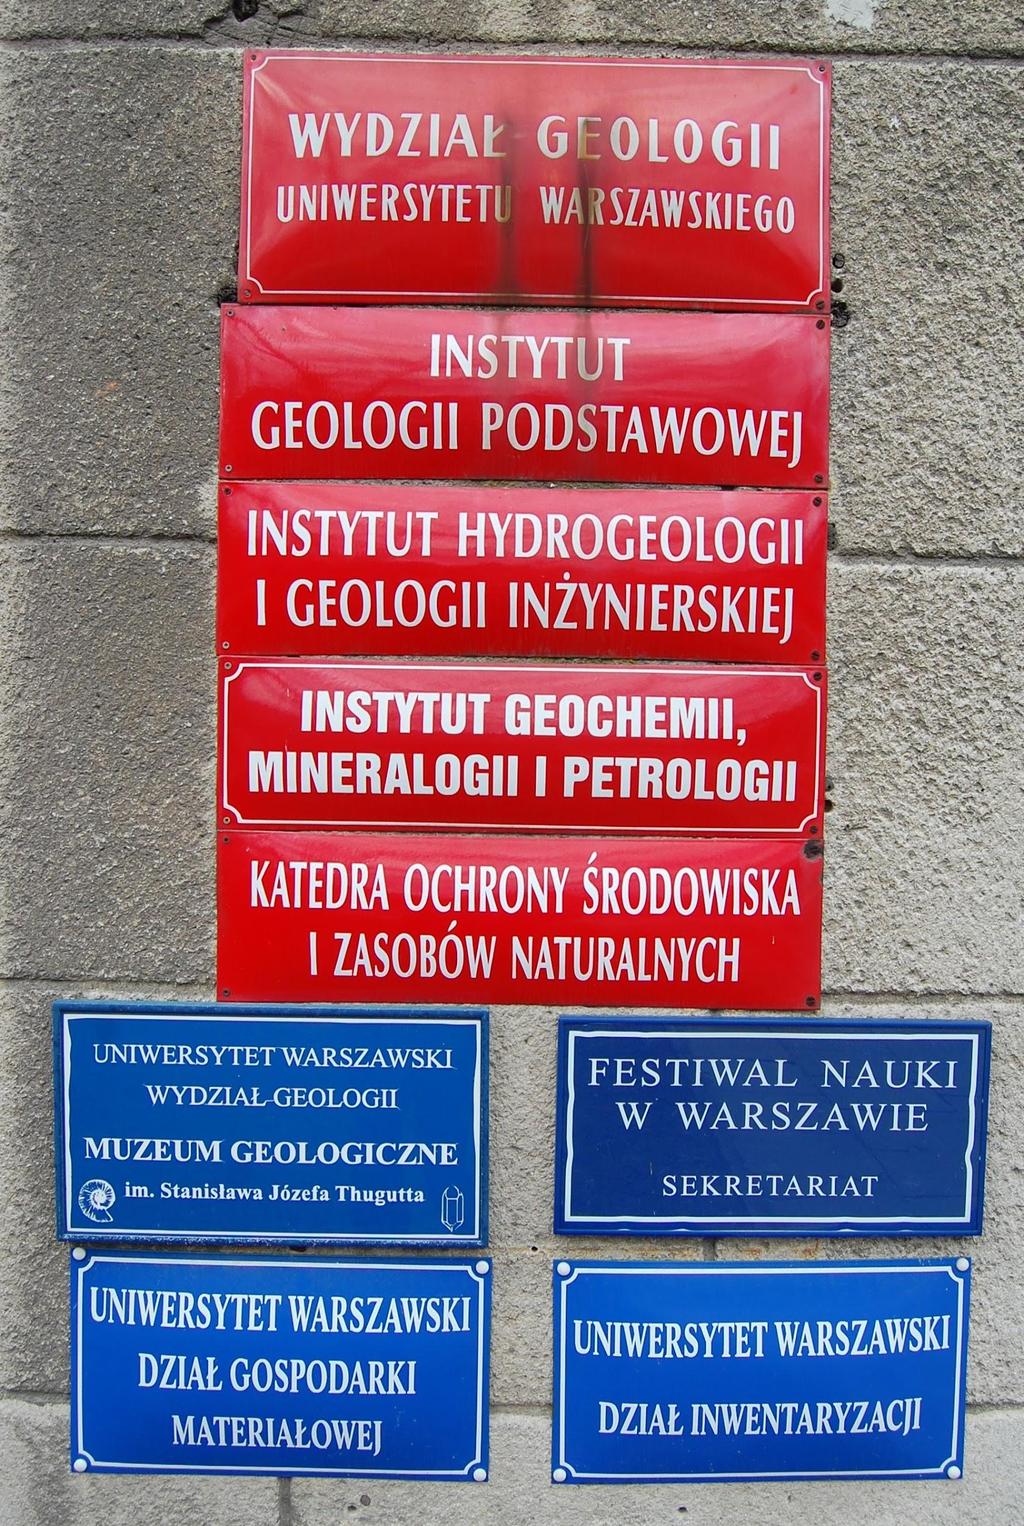 WYDZIAŁ GEOLOGII
UNIWERSYTETU WARSZAWSKIEGO
INSTYTUT
GEOLOGII PODSTAWOWEJ
INSTYTUT HYDROGEOLOGII
I GEOLOGII INŻYNIERSKIEJ
INSTYTUT GEOCHEMII,
MINERALOGII I PETROLOGII
KATEDRA OCHRONY ŚRODOWISKA
I ZASOBÓW NATURALNYCH
UNIWERSYTET WARSZAWSKI
WYDZIAŁ GEOLOGII
MUZEUM GEOLOGICZNE
im. Stanisława Józefa Thugutta
FESTIWAL NAUKI
W WARSZAWIE
SEKRETARIAT
UNIWERSYTET WARSZAWSKI
DZIAŁ GOSPODARKI
MATERIAŁOWEJ
UNIWERSYTET WARSZAWSKI
DZIAŁ INWENTARYZACJI